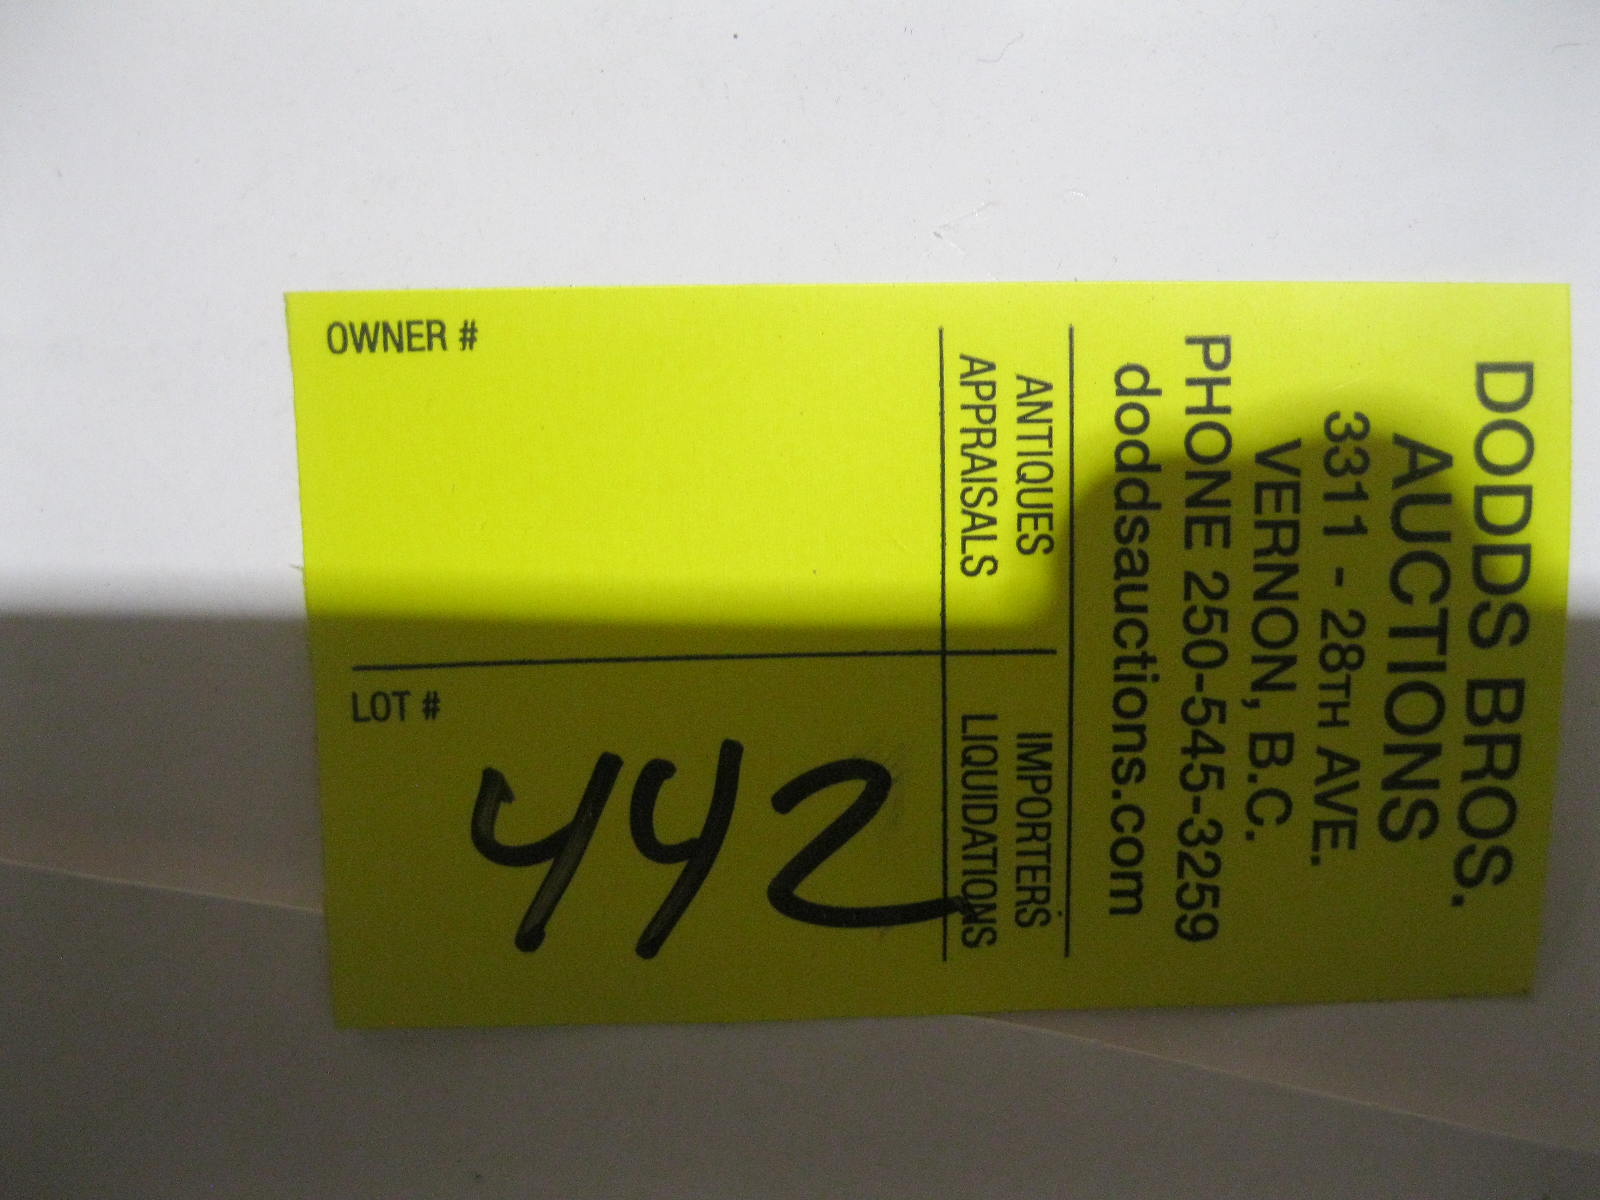 DODDS BROS.
AUCTIONS
3311 - 28TH AVE.
VERNON, B.C.
PHONE 250-545-3259
doddsauctions.com
ANTIQUES IMPORTERS
APPRAISALS LIQUIDATIONS
OWNER #
LOT #
442